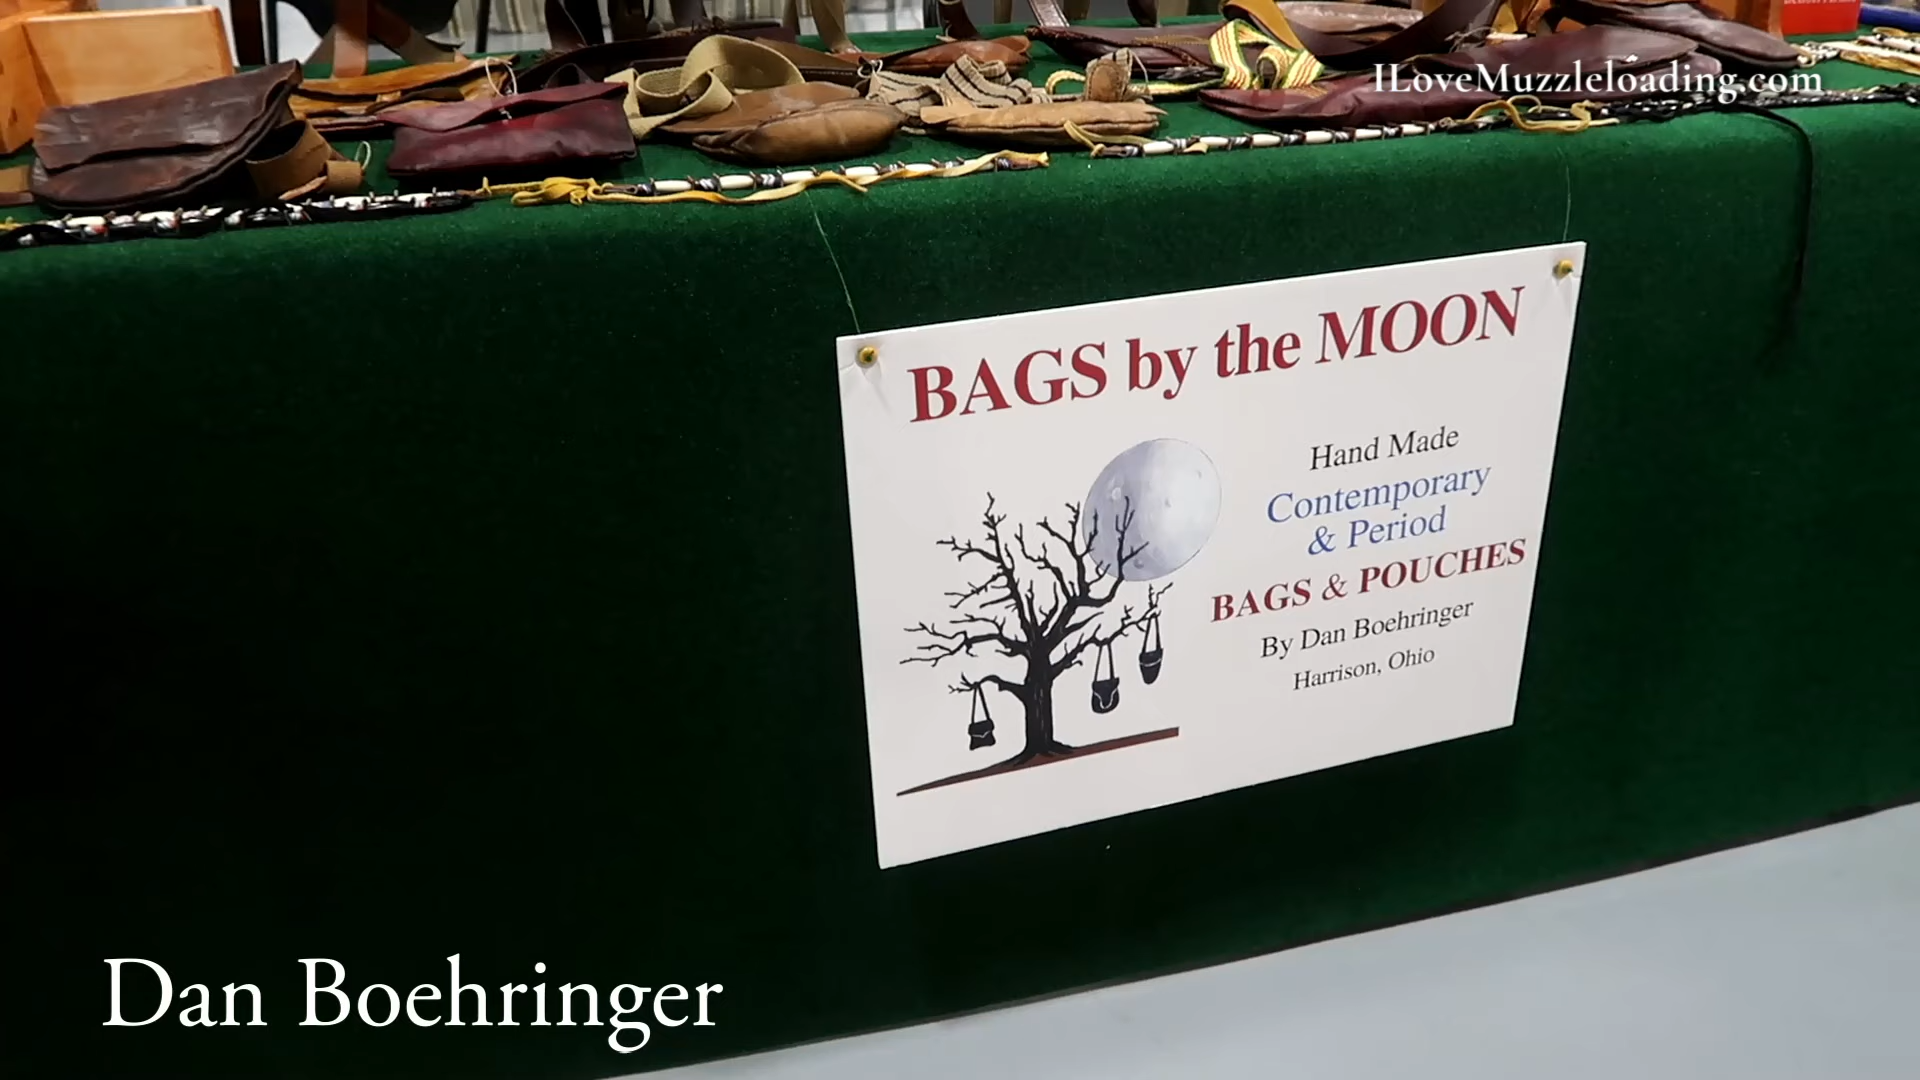 ILoveMuzzleloading.com
BAGS by the MOON
Hand Made
Contemporary
& Period
BAGS & POUCHES
By Dan Boehringer
Harrison, Ohio
Dan Boehringer